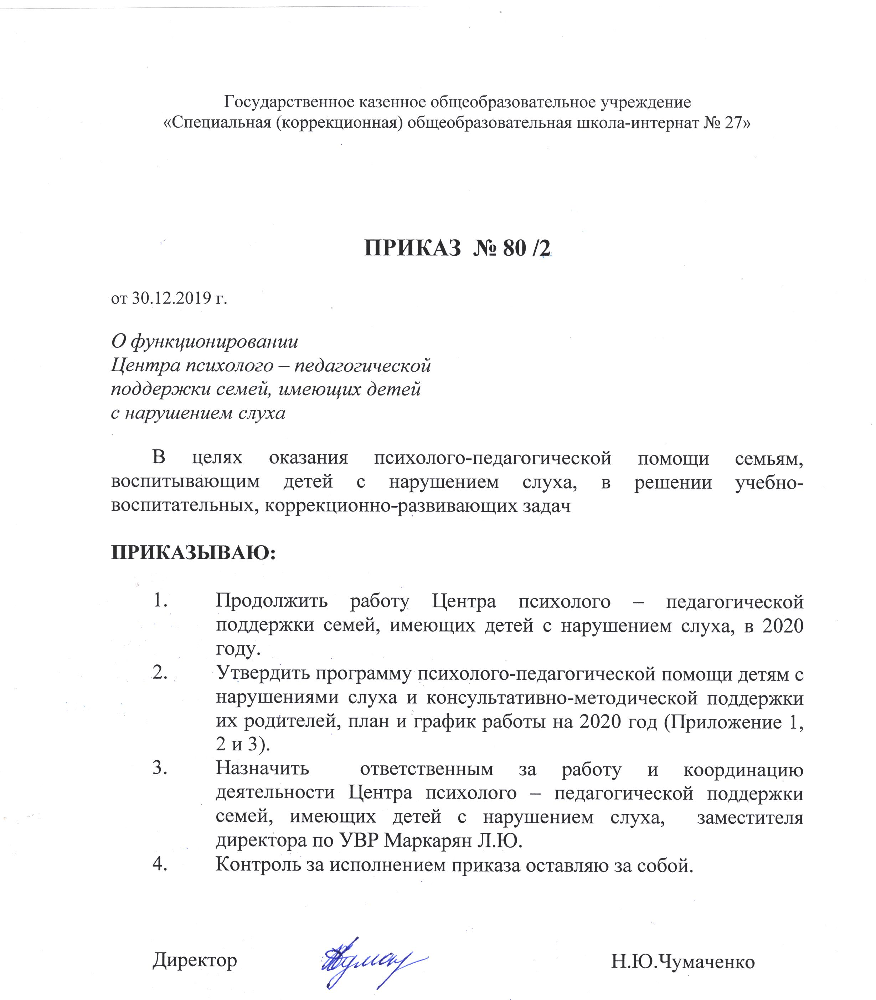 Государственное казенное общеобразовательное учреждение
«Специальная (коррекционная) общеобразовательная школа-интернат № 27»
ПРИКАЗ № 80 /2
от 30.12.2019 г.
О функционировании
Центра психолого – педагогической
поддержки семей, имеющих детей
с нарушением слуха
В целях оказания психолого-педагогической помощи семьям,
воспитывающим детей с нарушением слуха, в решении учебно-
воспитательных, коррекционно-развивающих задач
ПРИКАЗЫВАЮ:
1. Продолжить работу Центра психолого – педагогической
поддержки семей, имеющих детей с нарушением слуха, в 2020
году.
2. Утвердить программу психолого-педагогической помощи детям с
нарушениями слуха и консультативно-методической поддержки
их родителей, план и график работы на 2020 год (Приложение 1,
2 и 3).
3. Назначить ответственным за работу и координацию
деятельности Центра психолого – педагогической поддержки
семей, имеющих детей с нарушением слуха, заместителя
директора по УВР Маркарян Л.Ю.
4. Контроль за исполнением приказа оставляю за собой.
Директор Н.Ю.Чумаченко